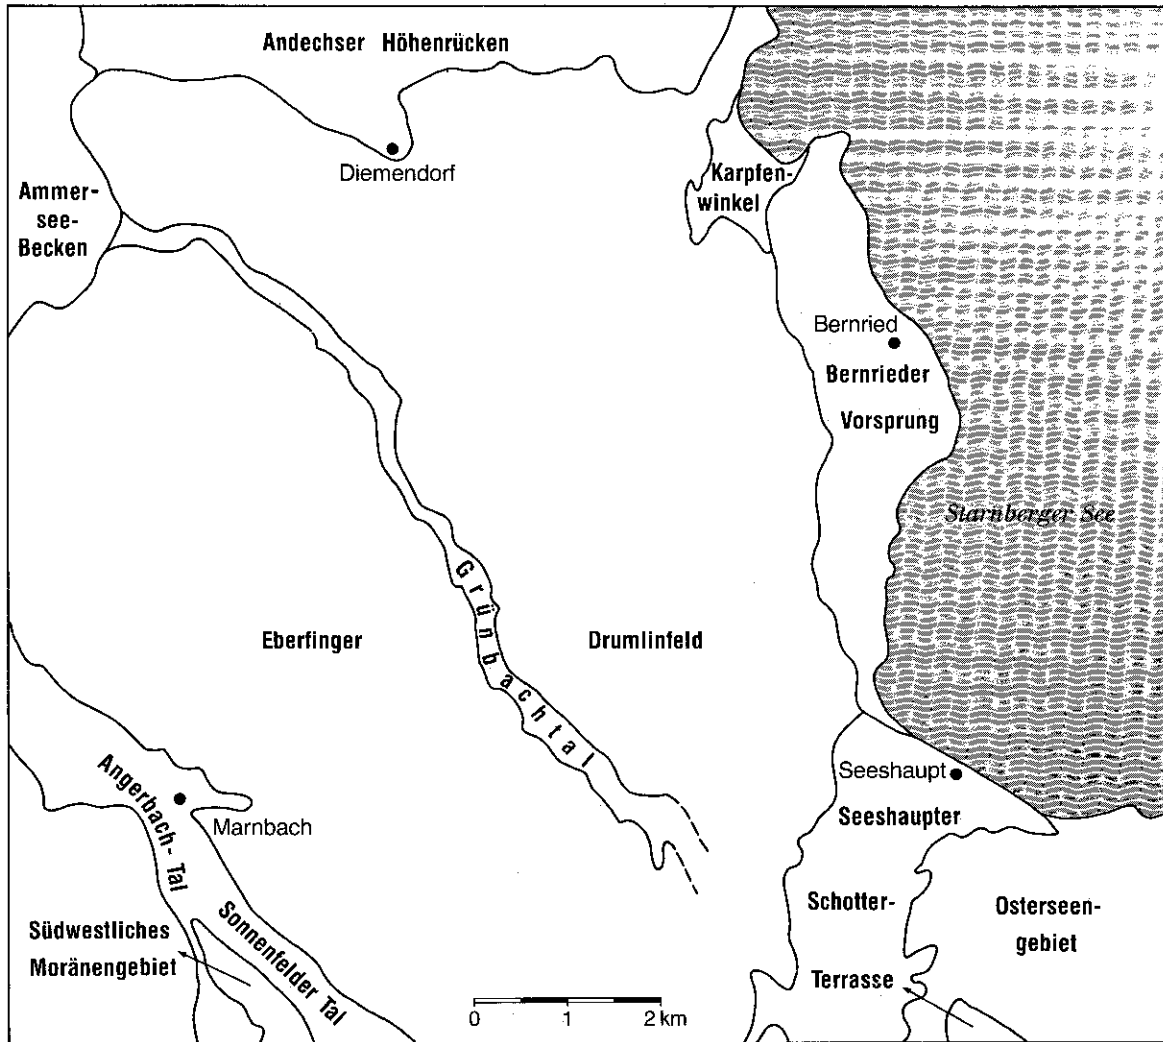 Andechser Höhenrücken
Diemendorf
Ammer-
see-
Becken
Karpfen-
winkel
Bernried
Bernrieder
Vorsprung
Starnberger See
Grünbachtal
Eberfinger Drumlinfeld
Angerbach-Tal
Marnbach
Seeshaupt
Seeshaupter
Schotter-
Terrasse
Osterseen-
gebiet
Südwestliches
Moränengebiet
Sonnenfelder Tal
0 1 2 km